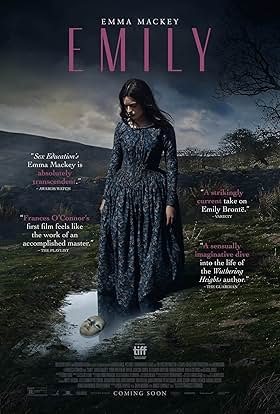 EMMA MACKEY
EMILY
"Sex Education's
Emma Mackey is
absolutely
transcendent."
– AWARDS WATCH
"Frances O'Connor's
first film feels like
the work of an
accomplished master."
– THE PLAYLIST
"A strikingly
current take on
Emily Brontë."
– VARIETY
"A sensually
imaginative dive
into the life of
the Wuthering
Heights author."
– THE GUARDIAN
tiff
COMING SOON